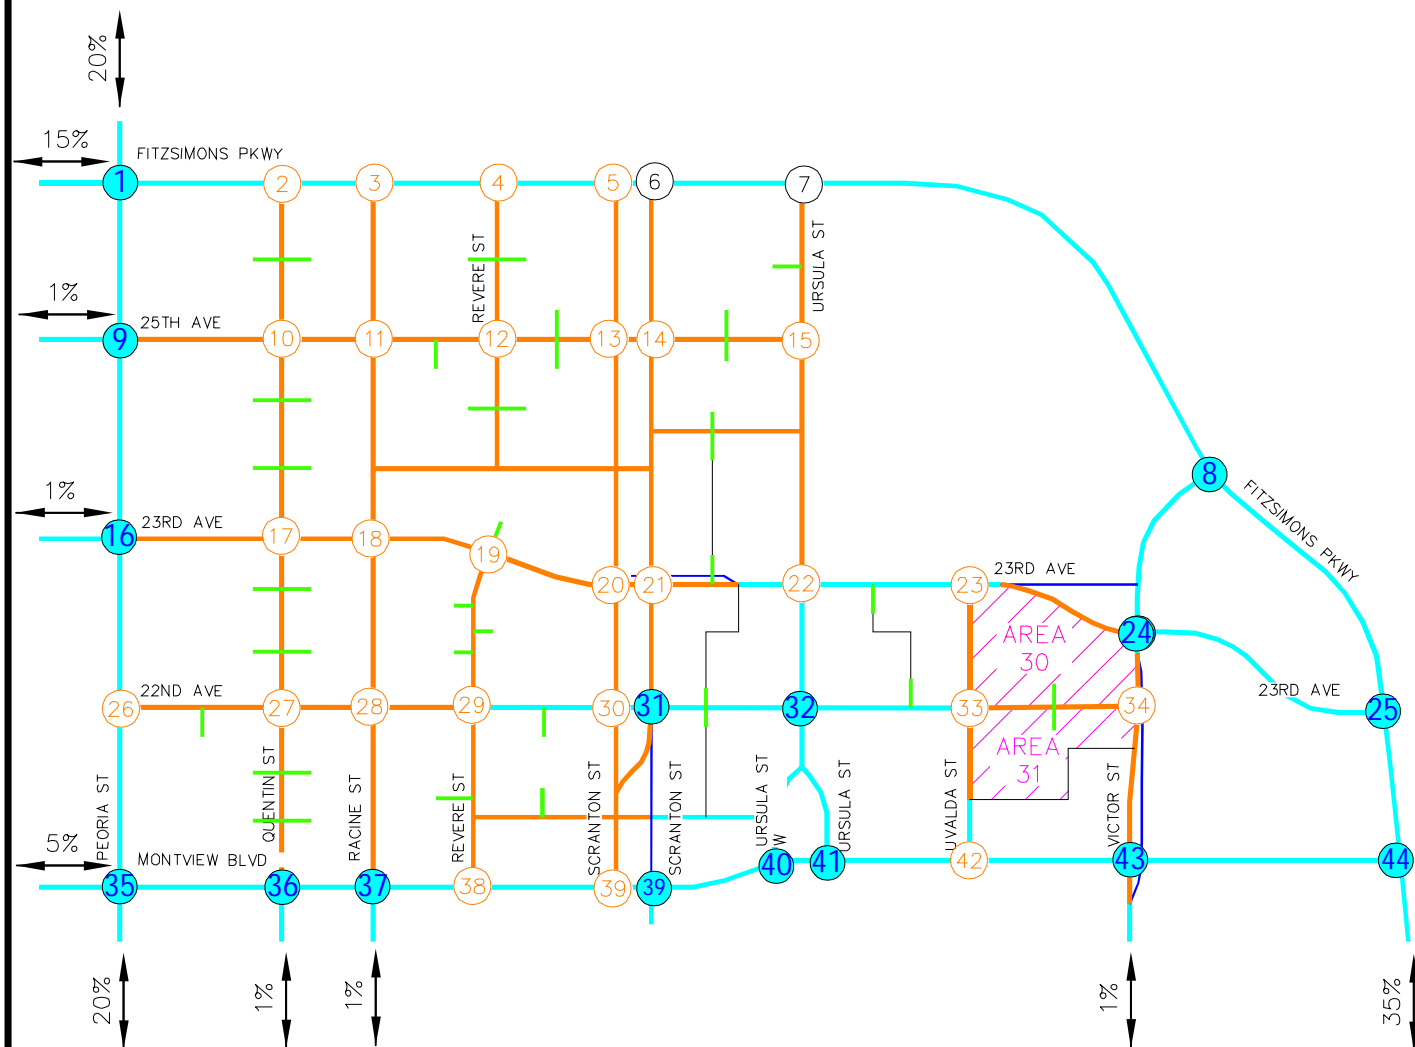 20%
15%
FITZSIMONS PKWY
1
2
3
4
5
6
7
REVERE ST
URSULA ST
1%
25TH AVE
9
10
11
12
13
14
15
8
FITZSIMONS PKWY
1%
23RD AVE
16
17
18
19
20
21
22
23
23RD AVE
24
AREA
30
22ND AVE
26
27
28
29
30
31
32
33
34
23RD AVE
25
AREA
31
PEORIA ST
QUENTIN ST
RACINE ST
REVERE ST
SCRANTON ST
SCRANTON ST
URSULA ST
W
URSULA ST
UVALDA ST
VICTOR ST
5%
MONTVIEW BLVD
35
36
37
38
39
39
40
41
42
43
44
20%
1%
1%
1%
35%